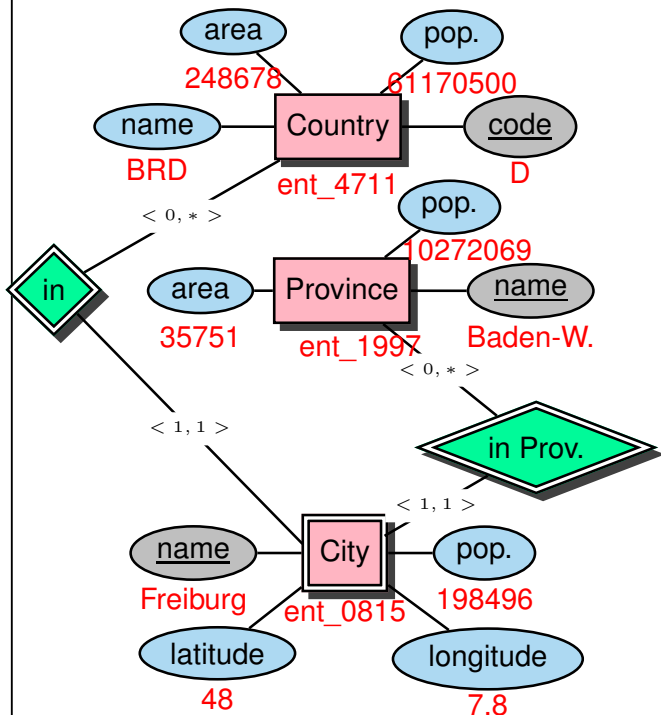 area
pop.
248678
61170500
name
Country
code
BRD
ent_4711
D
< 0, * >
pop.
10272069
in
area
Province
name
35751
ent_1997
Baden-W.
< 0, * >
< 1, 1 >
in Prov.
< 1, 1 >
name
City
pop.
Freiburg
ent_0815
198496
latitude
longitude
48
7.8